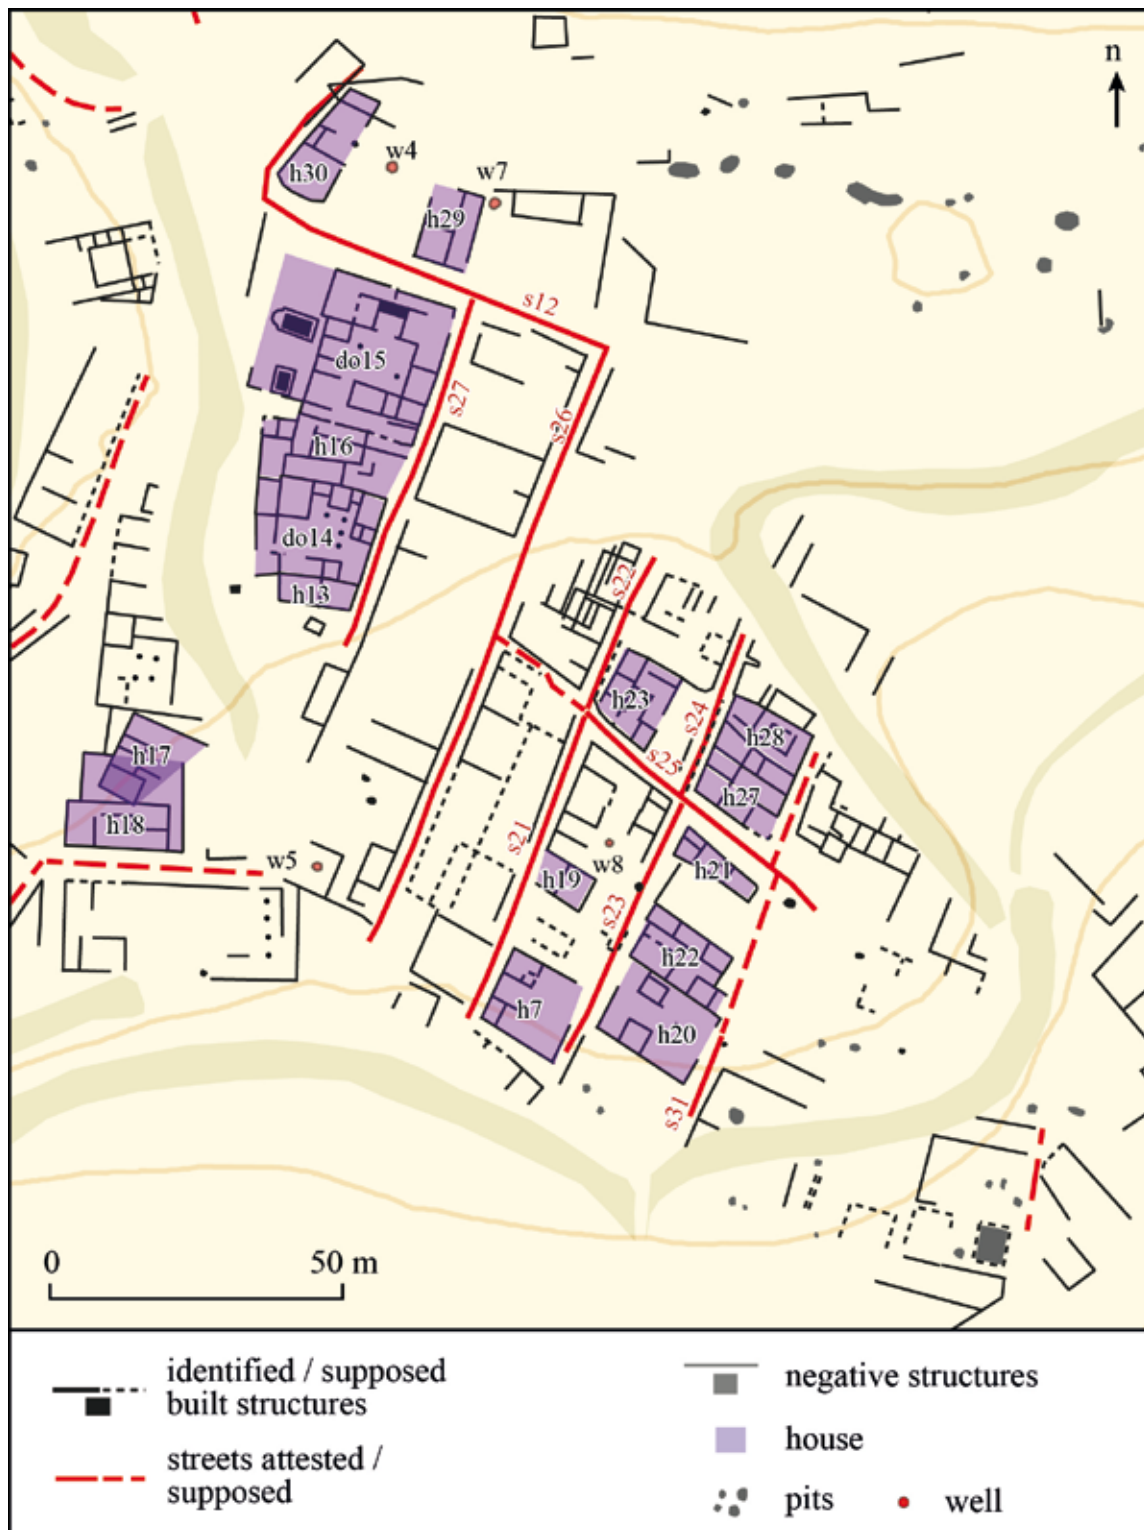 n
w4
h30
w7
h29
s12
do15
s27
s26
h16
do14
h13
s22
h23
s24
h17
h28
s25
h27
h18
s21
w8
w5
h19
h21
s23
h22
h7
h20
s31
0 50 m
identified / supposed
built structures
streets attested /
supposed
negative structures
house
pits
well